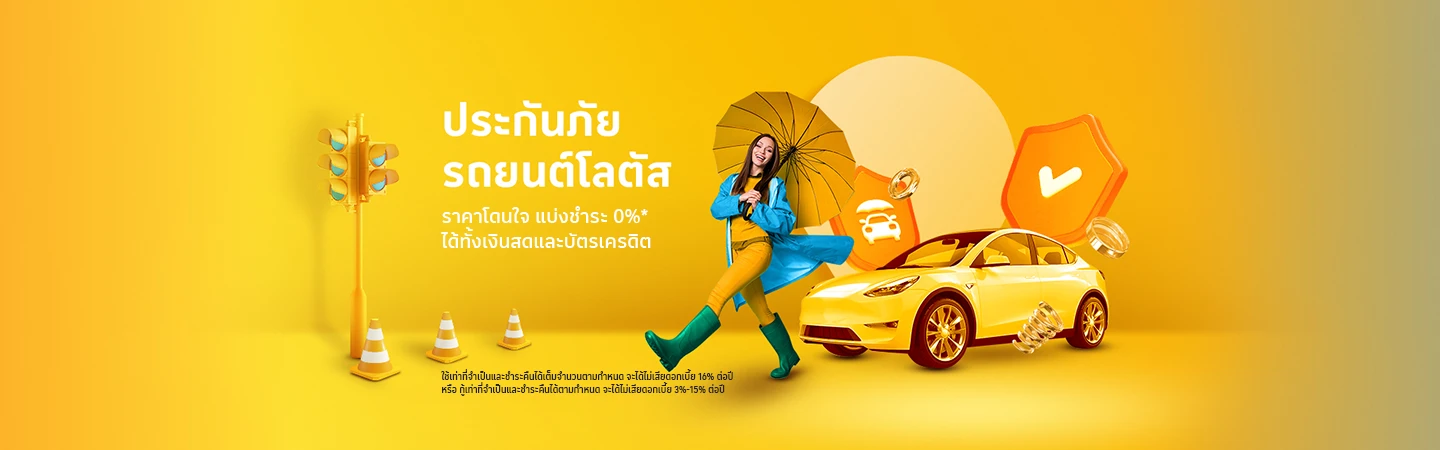 ประกันภัย
รถยนต์โลตัส
ราคาโดนใจ แบ่งชำระ 0%*
ได้ทั้งเงินสดและบัตรเครดิต
ใช้เท่าที่จำเป็นและชำระคืนได้เต็มจำนวนตามกำหนด จะได้ไม่เสียดอกเบี้ย 16% ต่อปี
หรือ กู้เท่าที่จำเป็นและชำระคืนได้ตามกำหนด จะได้ไม่เสียดอกเบี้ย 3%-15% ต่อปี